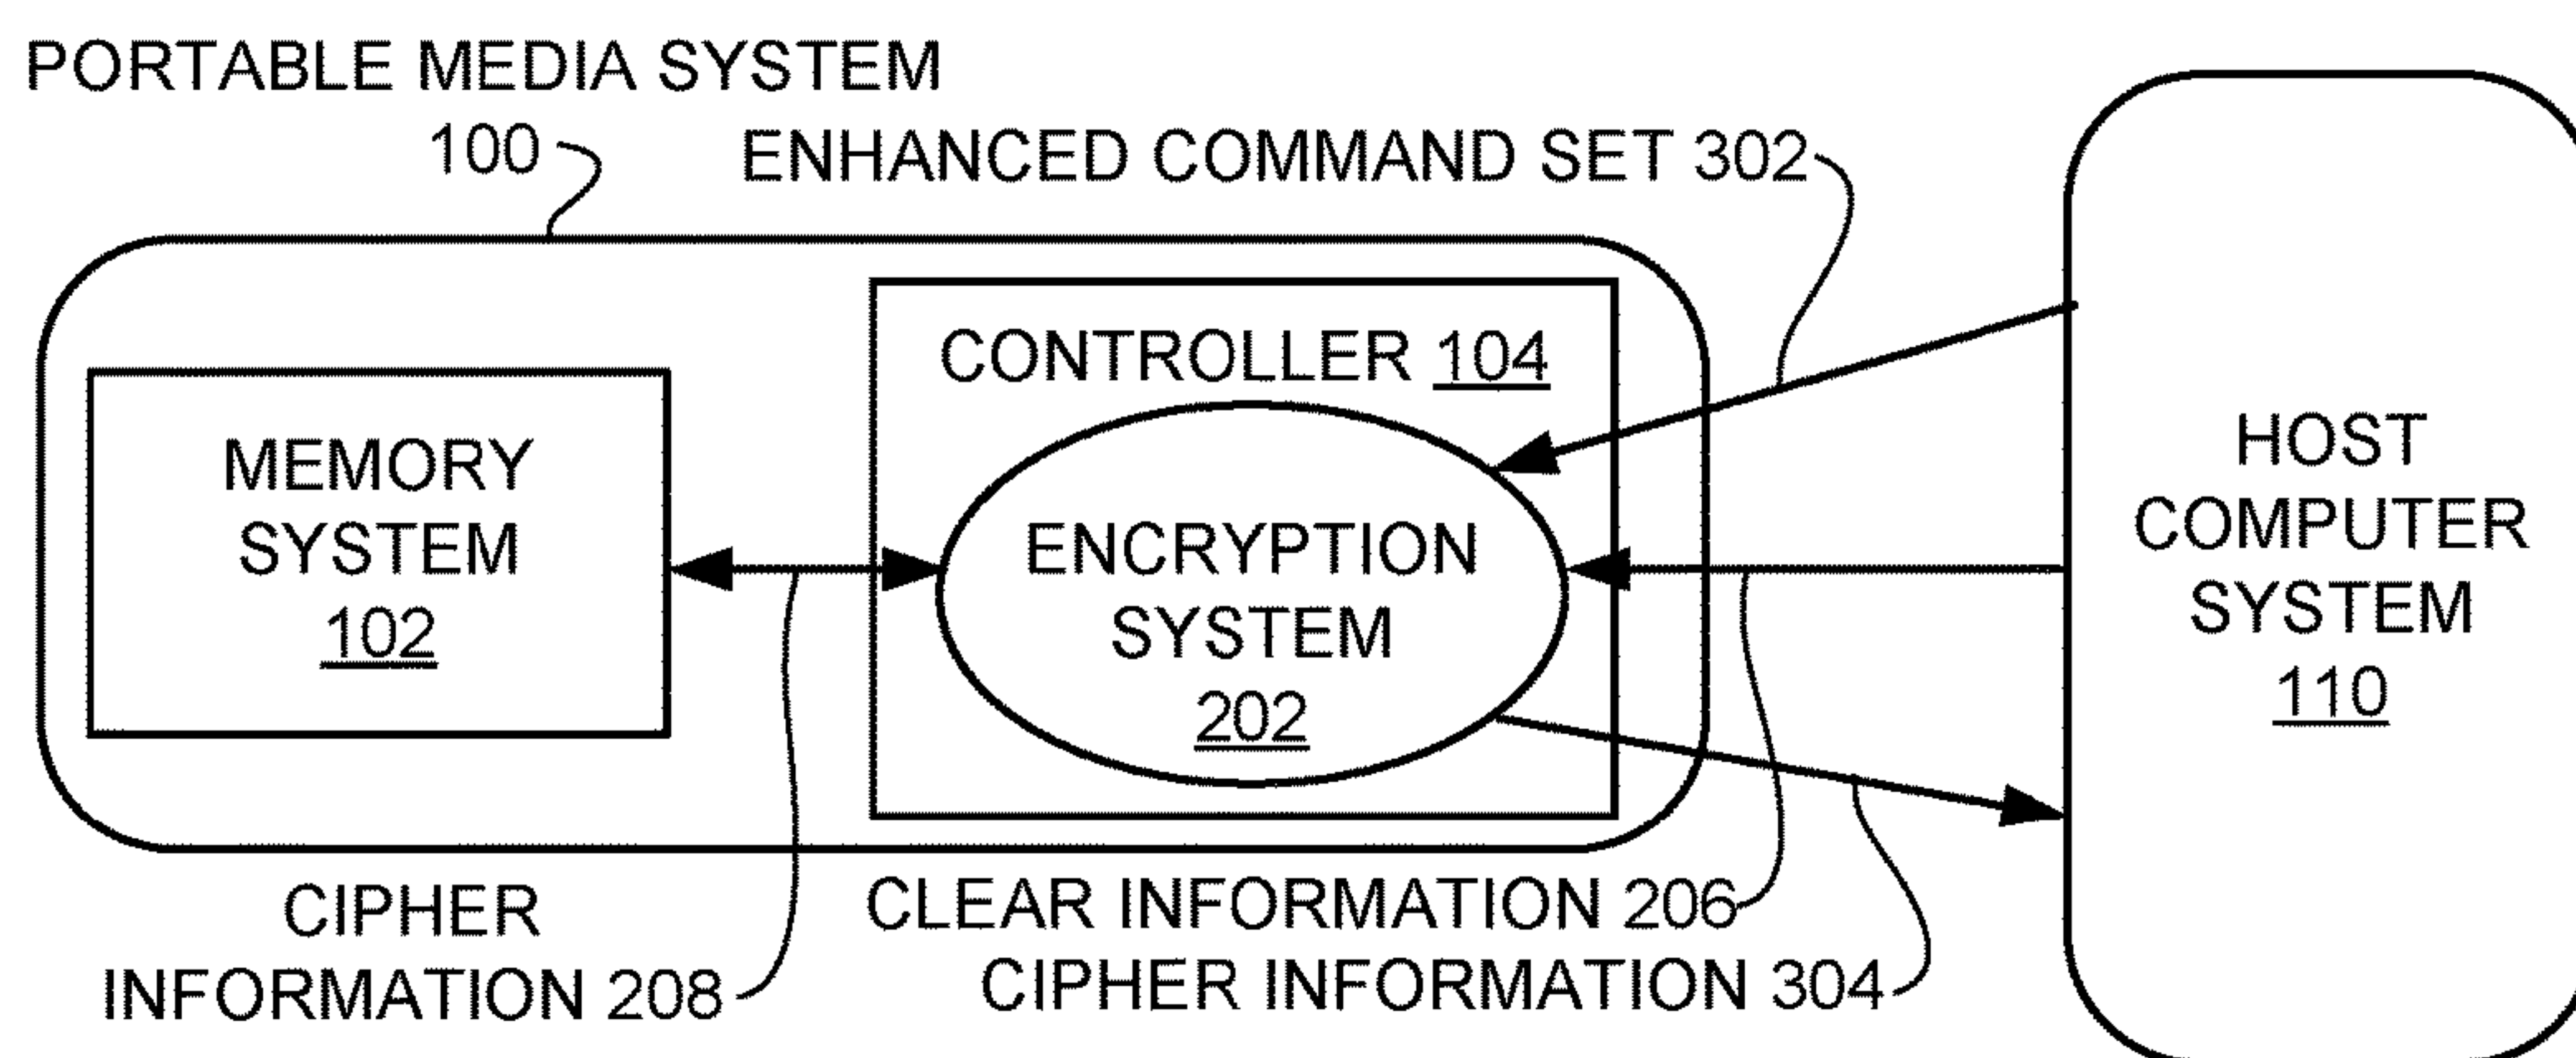 PORTABLE MEDIA SYSTEM
100
ENHANCED COMMAND SET 302
CONTROLLER 104
MEMORY
SYSTEM
102
ENCRYPTION
SYSTEM
202
HOST
COMPUTER
SYSTEM
110
CIPHER
INFORMATION 208
CLEAR INFORMATION 206
CIPHER INFORMATION 304